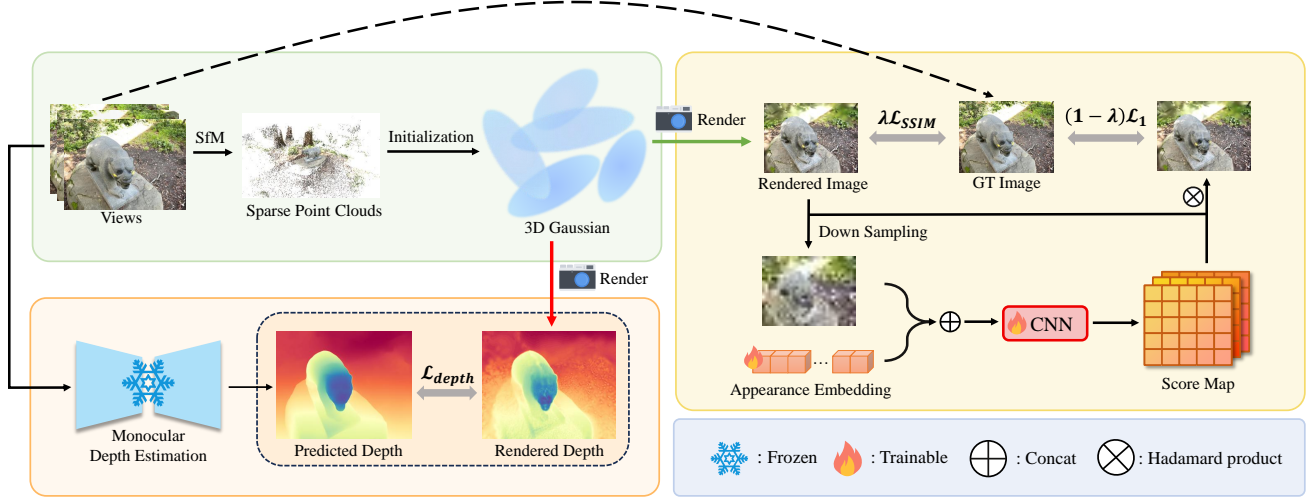 Views
SfM
Sparse Point Clouds
Initialization
3D Gaussian
Render
Render
Rendered Image
λℒ_SSIM
GT Image
(1 − λ)ℒ_1
Down Sampling
Appearance Embedding
...
CNN
Score Map
Monocular
Depth Estimation
Predicted Depth
ℒ_depth
Rendered Depth
: Frozen
: Trainable
: Concat
: Hadamard product